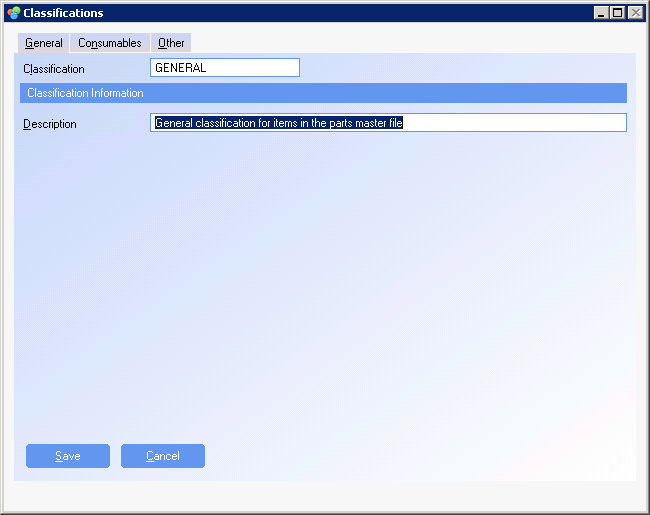 Classifications
General Consumables Other
Classification GENERAL
Classification Information
Description General classification for items in the parts master file
Save Cancel